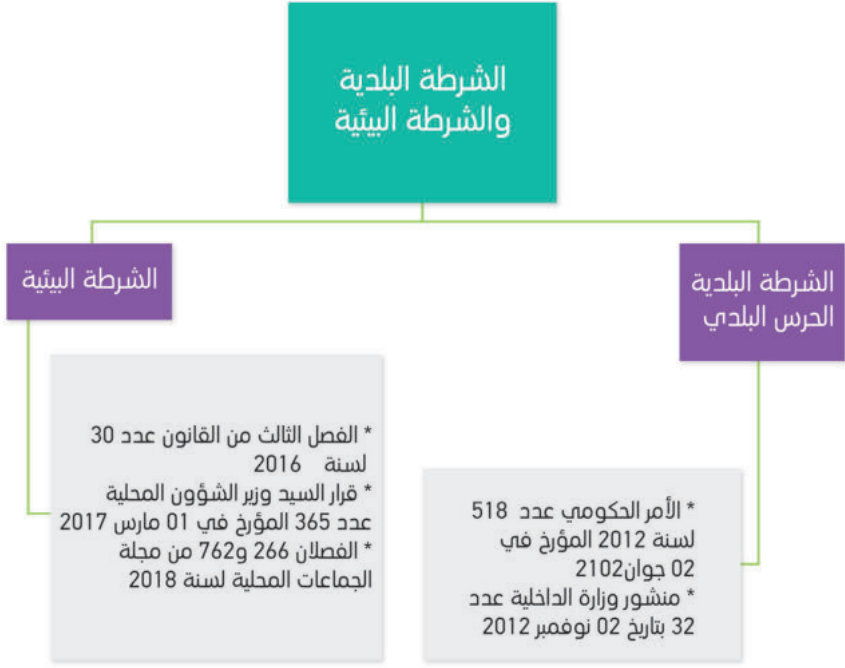 الشرطة البلدية
والشرطة البيئية
الشرطة البلدية
الحرس البلدي
الشرطة البيئية
* الأمر الحكومي عدد 518
لسنة 2012 المؤرخ في
02 جوان2102
* منشور وزارة الداخلية عدد
32 بتاريخ 02 نوفمبر 2012
* الفصل الثالث من القانون عدد 30
لسنة 2016
* قرار السيد وزير الشؤون المحلية
عدد 365 المؤرخ في 01 مارس 2017
* الفصلان 266 و762 من مجلة
الجماعات المحلية لسنة 2018